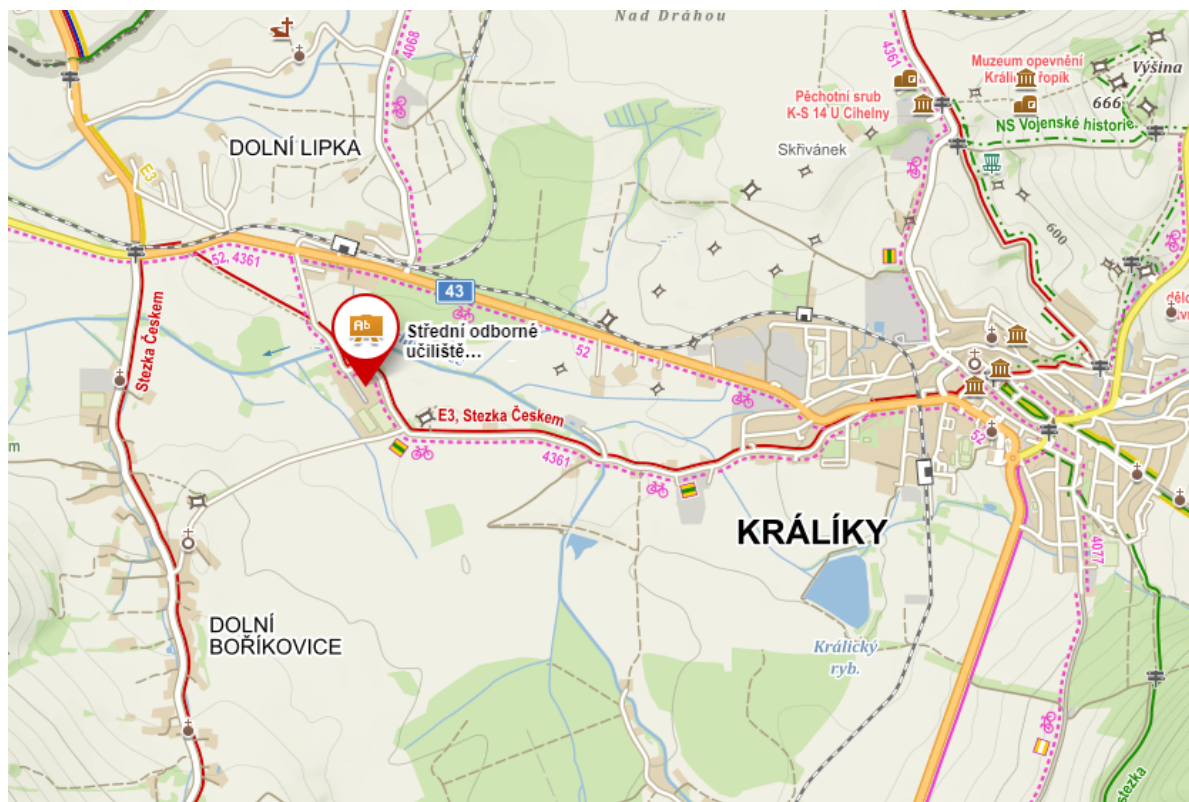 Nad Dráhou
4068
4361
Muzeum opevnění
Výšina
Pěchotní srub
K-S 14 U Cihelny
666
NS Vojenské historie
DOLNÍ LIPKA
Skřivánek
E3
600
52, 4361
43
Ab
Střední odborné
učiliště...
52
Stezka Českem
E3, Stezka Českem
4361
52
KRÁLÍKY
4077
DOLNÍ
BOŘÍKOVICE
Králický
ryb.
stezka